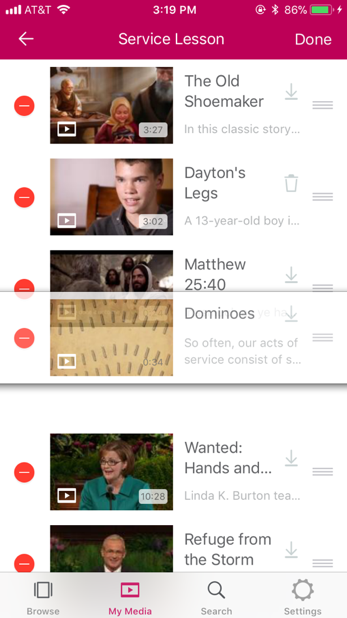 AT&T 3:19 PM 86%
Service Lesson Done
The Old
Shoemaker
3:27
In this classic story...
Dayton's
Legs
3:02
A 13-year-old boy i...
Matthew
25:40
Dominoes
So often, our acts of
service consist of s...
0:34
Wanted:
Hands and...
10:28
Linda K. Burton tea...
Refuge from
the Storm
Browse My Media Search Settings